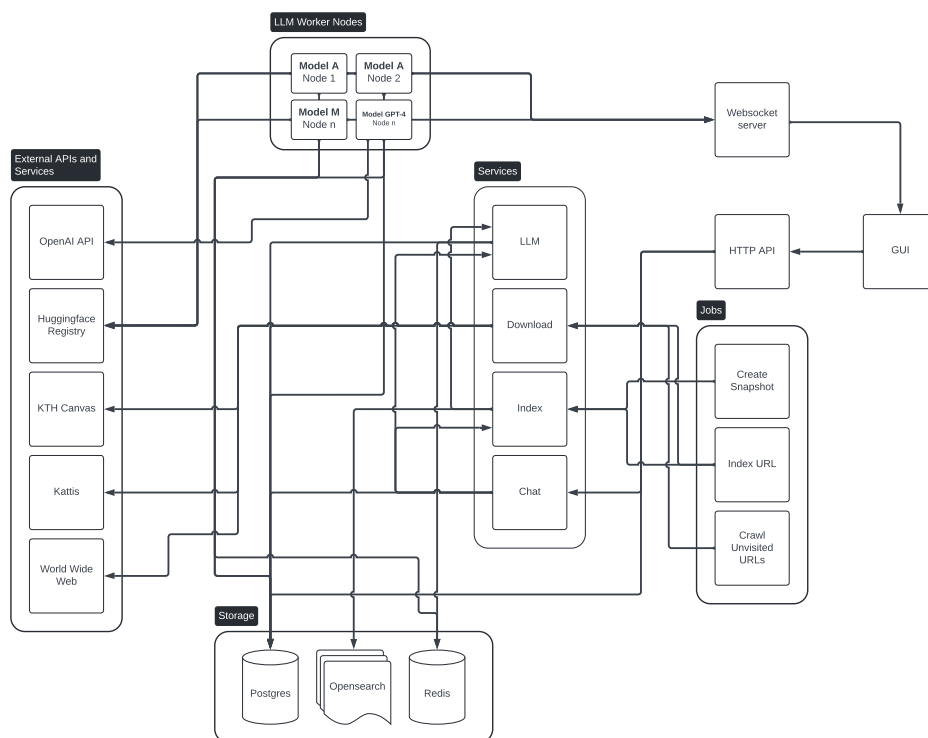 LLM Worker Nodes
Model A
Node 1
Model A
Node 2
Model M
Node n
Model GPT-4
Node n
Websocket
server
External APIs and
Services
Services
OpenAI API
LLM
HTTP API
GUI
Huggingface
Registry
Download
Jobs
Create
Snapshot
KTH Canvas
Index
Index URL
Kattis
Chat
Crawl
Unvisited
URLs
World Wide
Web
Storage
Postgres
Opensearch
Redis